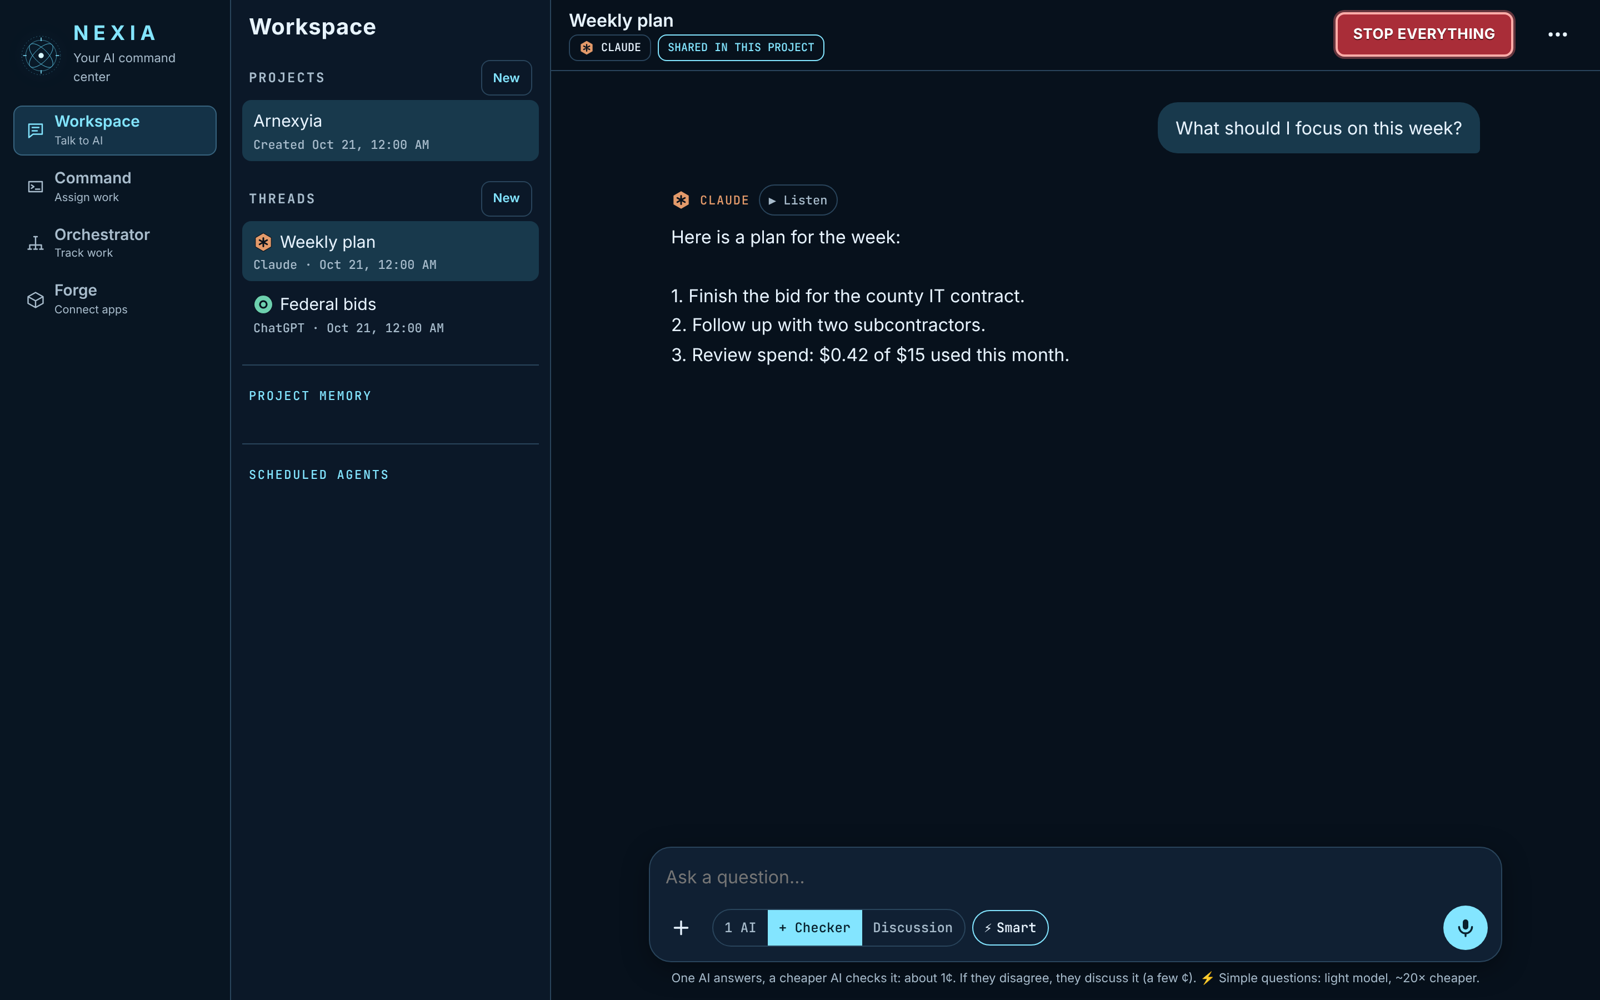 NEXIA
Your AI command
center
Workspace
Talk to AI
Command
Assign work
Orchestrator
Track work
Forge
Connect apps
Workspace
PROJECTS
New
Arnexyia
Created Oct 21, 12:00 AM
THREADS
New
Weekly plan
Claude · Oct 21, 12:00 AM
Federal bids
ChatGPT · Oct 21, 12:00 AM
PROJECT MEMORY
SCHEDULED AGENTS
Weekly plan
CLAUDE
SHARED IN THIS PROJECT
STOP EVERYTHING
What should I focus on this week?
CLAUDE
▶ Listen
Here is a plan for the week:
1. Finish the bid for the county IT contract.
2. Follow up with two subcontractors.
3. Review spend: $0.42 of $15 used this month.
Ask a question...
1 AI
+ Checker
Discussion
⚡ Smart
One AI answers, a cheaper AI checks it: about 1¢. If they disagree, they discuss it (a few ¢). ⚡ Simple questions: light model, ~20× cheaper.